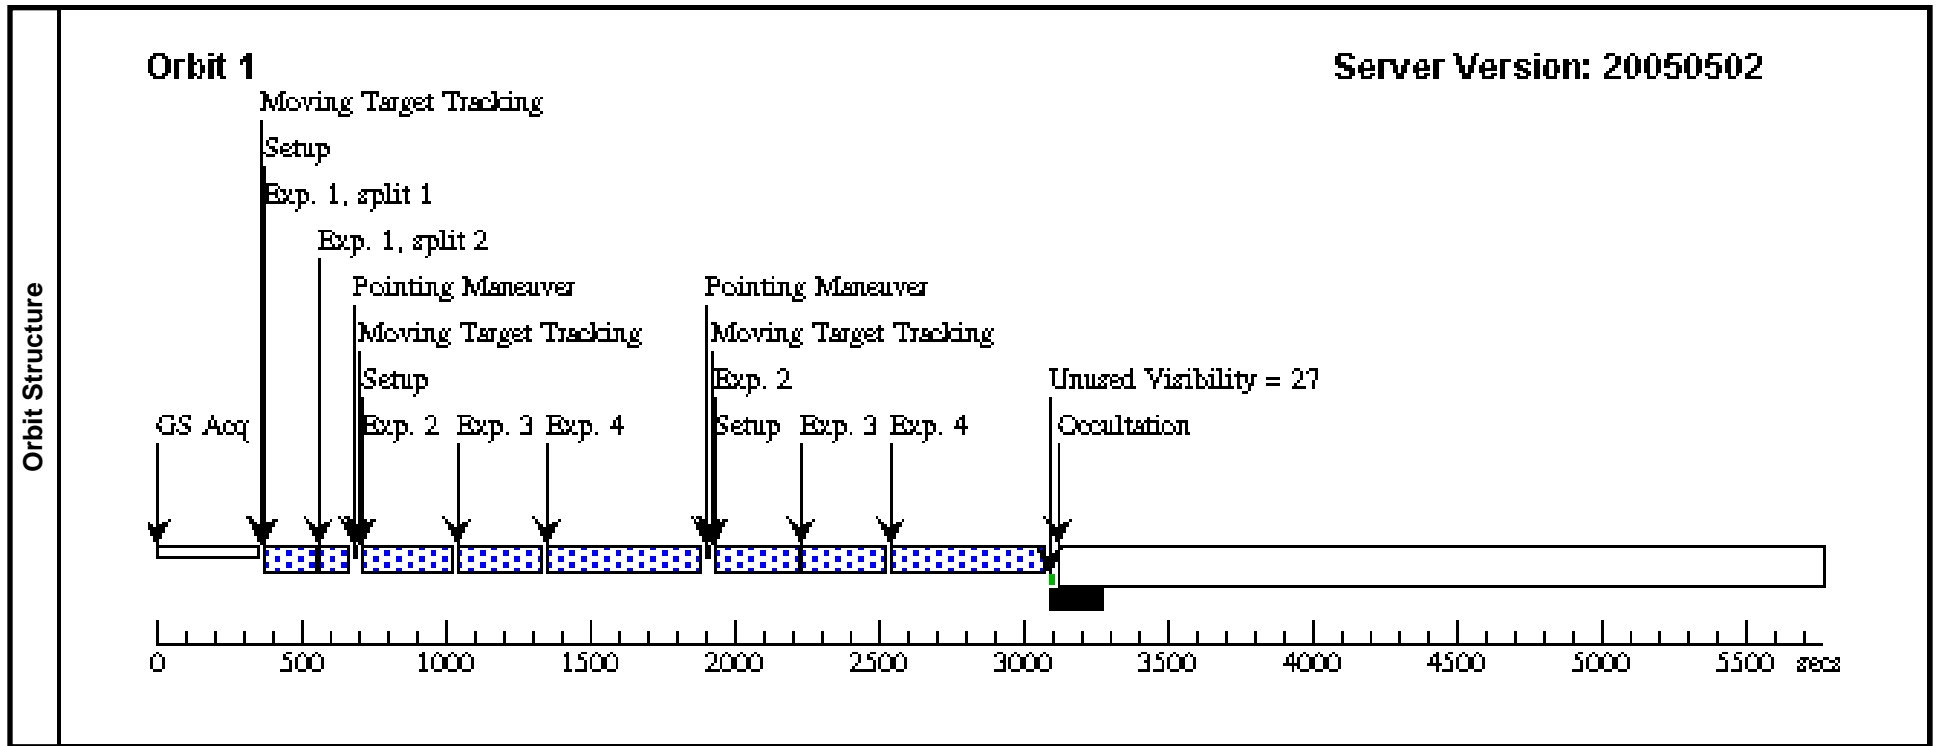 Orbit Structure
Orbit 1
Server Version: 20050502
Moving Target Tracking
Setup
Exp. 1, split 1
Exp. 1, split 2
Pointing Maneuver
Pointing Maneuver
Moving Target Tracking
Moving Target Tracking
Setup
Exp. 2
Unused Visibility = 27
GS Acq
Exp. 2
Exp. 3
Exp. 4
Setup
Exp. 3
Exp. 4
Occultation
0 500 1000 1500 2000 2500 3000 3500 4000 4500 5000 5500 secs